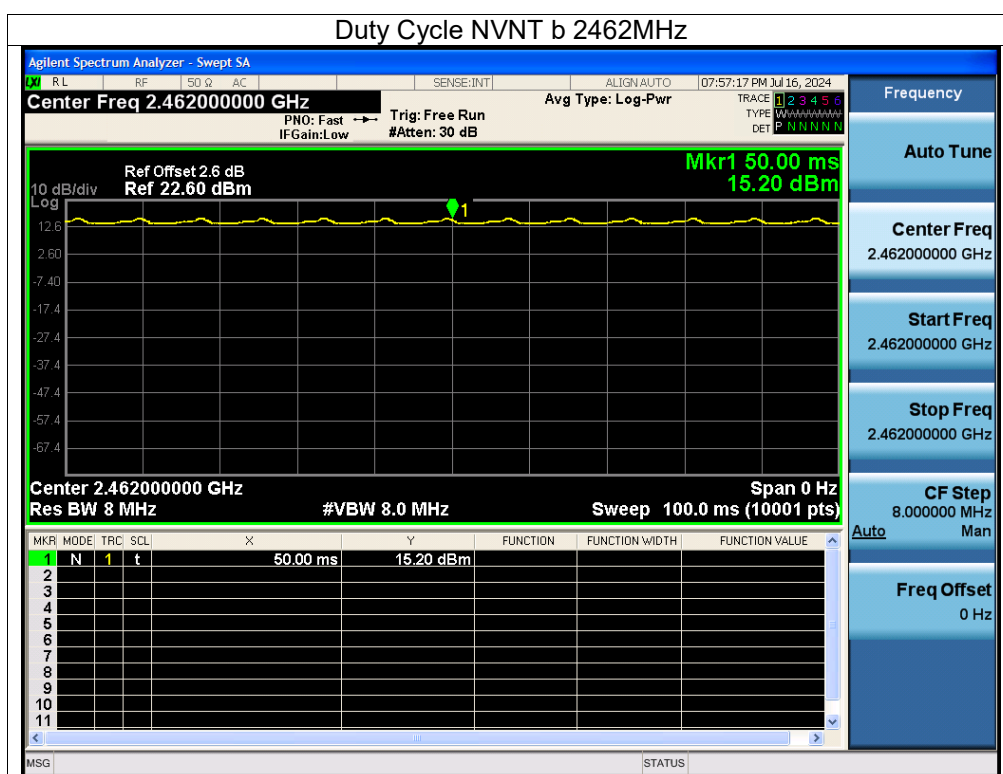 Duty Cycle NVNT b 2462MHz
Agilent Spectrum Analyzer - Swept SA
LXI RL RF 50 Ω AC SENSE:INT ALIGN AUTO 07:57:17 PM Jul 16, 2024
Center Freq 2.462000000 GHz Avg Type: Log-Pwr TRACE 1 2 3 4 5 6
PNO: Fast Trig: Free Run TYPE WWWWWW
IFGain:Low #Atten: 30 dB DET P N N N N N
Frequency
Ref Offset 2.6 dB Mkr1 50.00 ms
10 dB/div Ref 22.60 dBm 15.20 dBm
Log
1
12.6
2.60
-7.40
-17.4
-27.4
-37.4
-47.4
-57.4
-67.4
Center 2.462000000 GHz Span 0 Hz
Res BW 8 MHz #VBW 8.0 MHz Sweep 100.0 ms (10001 pts)
MKR MODE TRC SCL X Y FUNCTION FUNCTION WIDTH FUNCTION VALUE
1 N 1 t 50.00 ms 15.20 dBm
2
3
4
5
6
7
8
9
10
11
MSG STATUS
Auto Tune
Center Freq
2.462000000 GHz
Start Freq
2.462000000 GHz
Stop Freq
2.462000000 GHz
CF Step
8.000000 MHz
Auto Man
Freq Offset
0 Hz